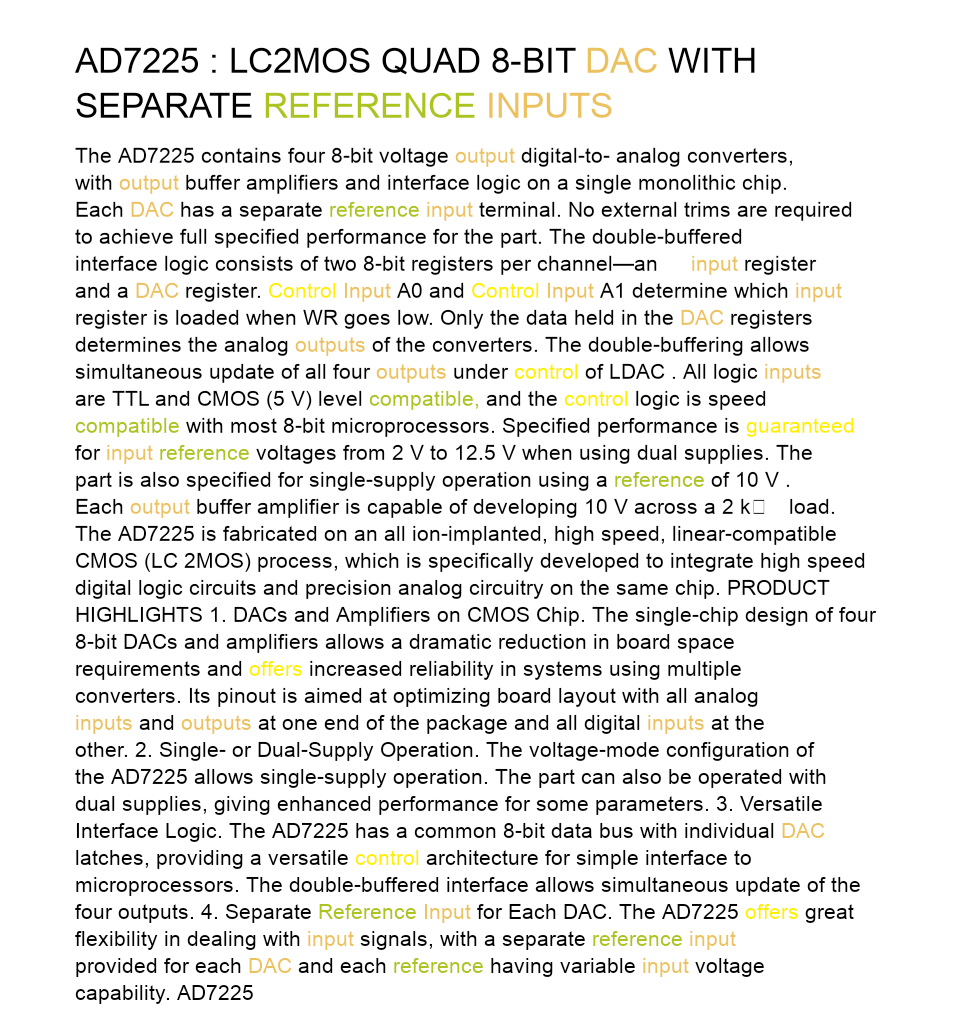 AD7225 : LC2MOS QUAD 8-BIT DAC WITH
SEPARATE REFERENCE INPUTS
The AD7225 contains four 8-bit voltage output digital-to- analog converters,
with output buffer amplifiers and interface logic on a single monolithic chip.
Each DAC has a separate reference input terminal. No external trims are required
to achieve full specified performance for the part. The double-buffered
interface logic consists of two 8-bit registers per channel—an input register
and a DAC register. Control Input A0 and Control Input A1 determine which input
register is loaded when WR goes low. Only the data held in the DAC registers
determines the analog outputs of the converters. The double-buffering allows
simultaneous update of all four outputs under control of LDAC . All logic inputs
are TTL and CMOS (5 V) level compatible, and the control logic is speed
compatible with most 8-bit microprocessors. Specified performance is guaranteed
for input reference voltages from 2 V to 12.5 V when using dual supplies. The
part is also specified for single-supply operation using a reference of 10 V .
Each output buffer amplifier is capable of developing 10 V across a 2 k□ load.
The AD7225 is fabricated on an all ion-implanted, high speed, linear-compatible
CMOS (LC 2MOS) process, which is specifically developed to integrate high speed
digital logic circuits and precision analog circuitry on the same chip. PRODUCT
HIGHLIGHTS 1. DACs and Amplifiers on CMOS Chip. The single-chip design of four
8-bit DACs and amplifiers allows a dramatic reduction in board space
requirements and offers increased reliability in systems using multiple
converters. Its pinout is aimed at optimizing board layout with all analog
inputs and outputs at one end of the package and all digital inputs at the
other. 2. Single- or Dual-Supply Operation. The voltage-mode configuration of
the AD7225 allows single-supply operation. The part can also be operated with
dual supplies, giving enhanced performance for some parameters. 3. Versatile
Interface Logic. The AD7225 has a common 8-bit data bus with individual DAC
latches, providing a versatile control architecture for simple interface to
microprocessors. The double-buffered interface allows simultaneous update of the
four outputs. 4. Separate Reference Input for Each DAC. The AD7225 offers great
flexibility in dealing with input signals, with a separate reference input
provided for each DAC and each reference having variable input voltage
capability. AD7225